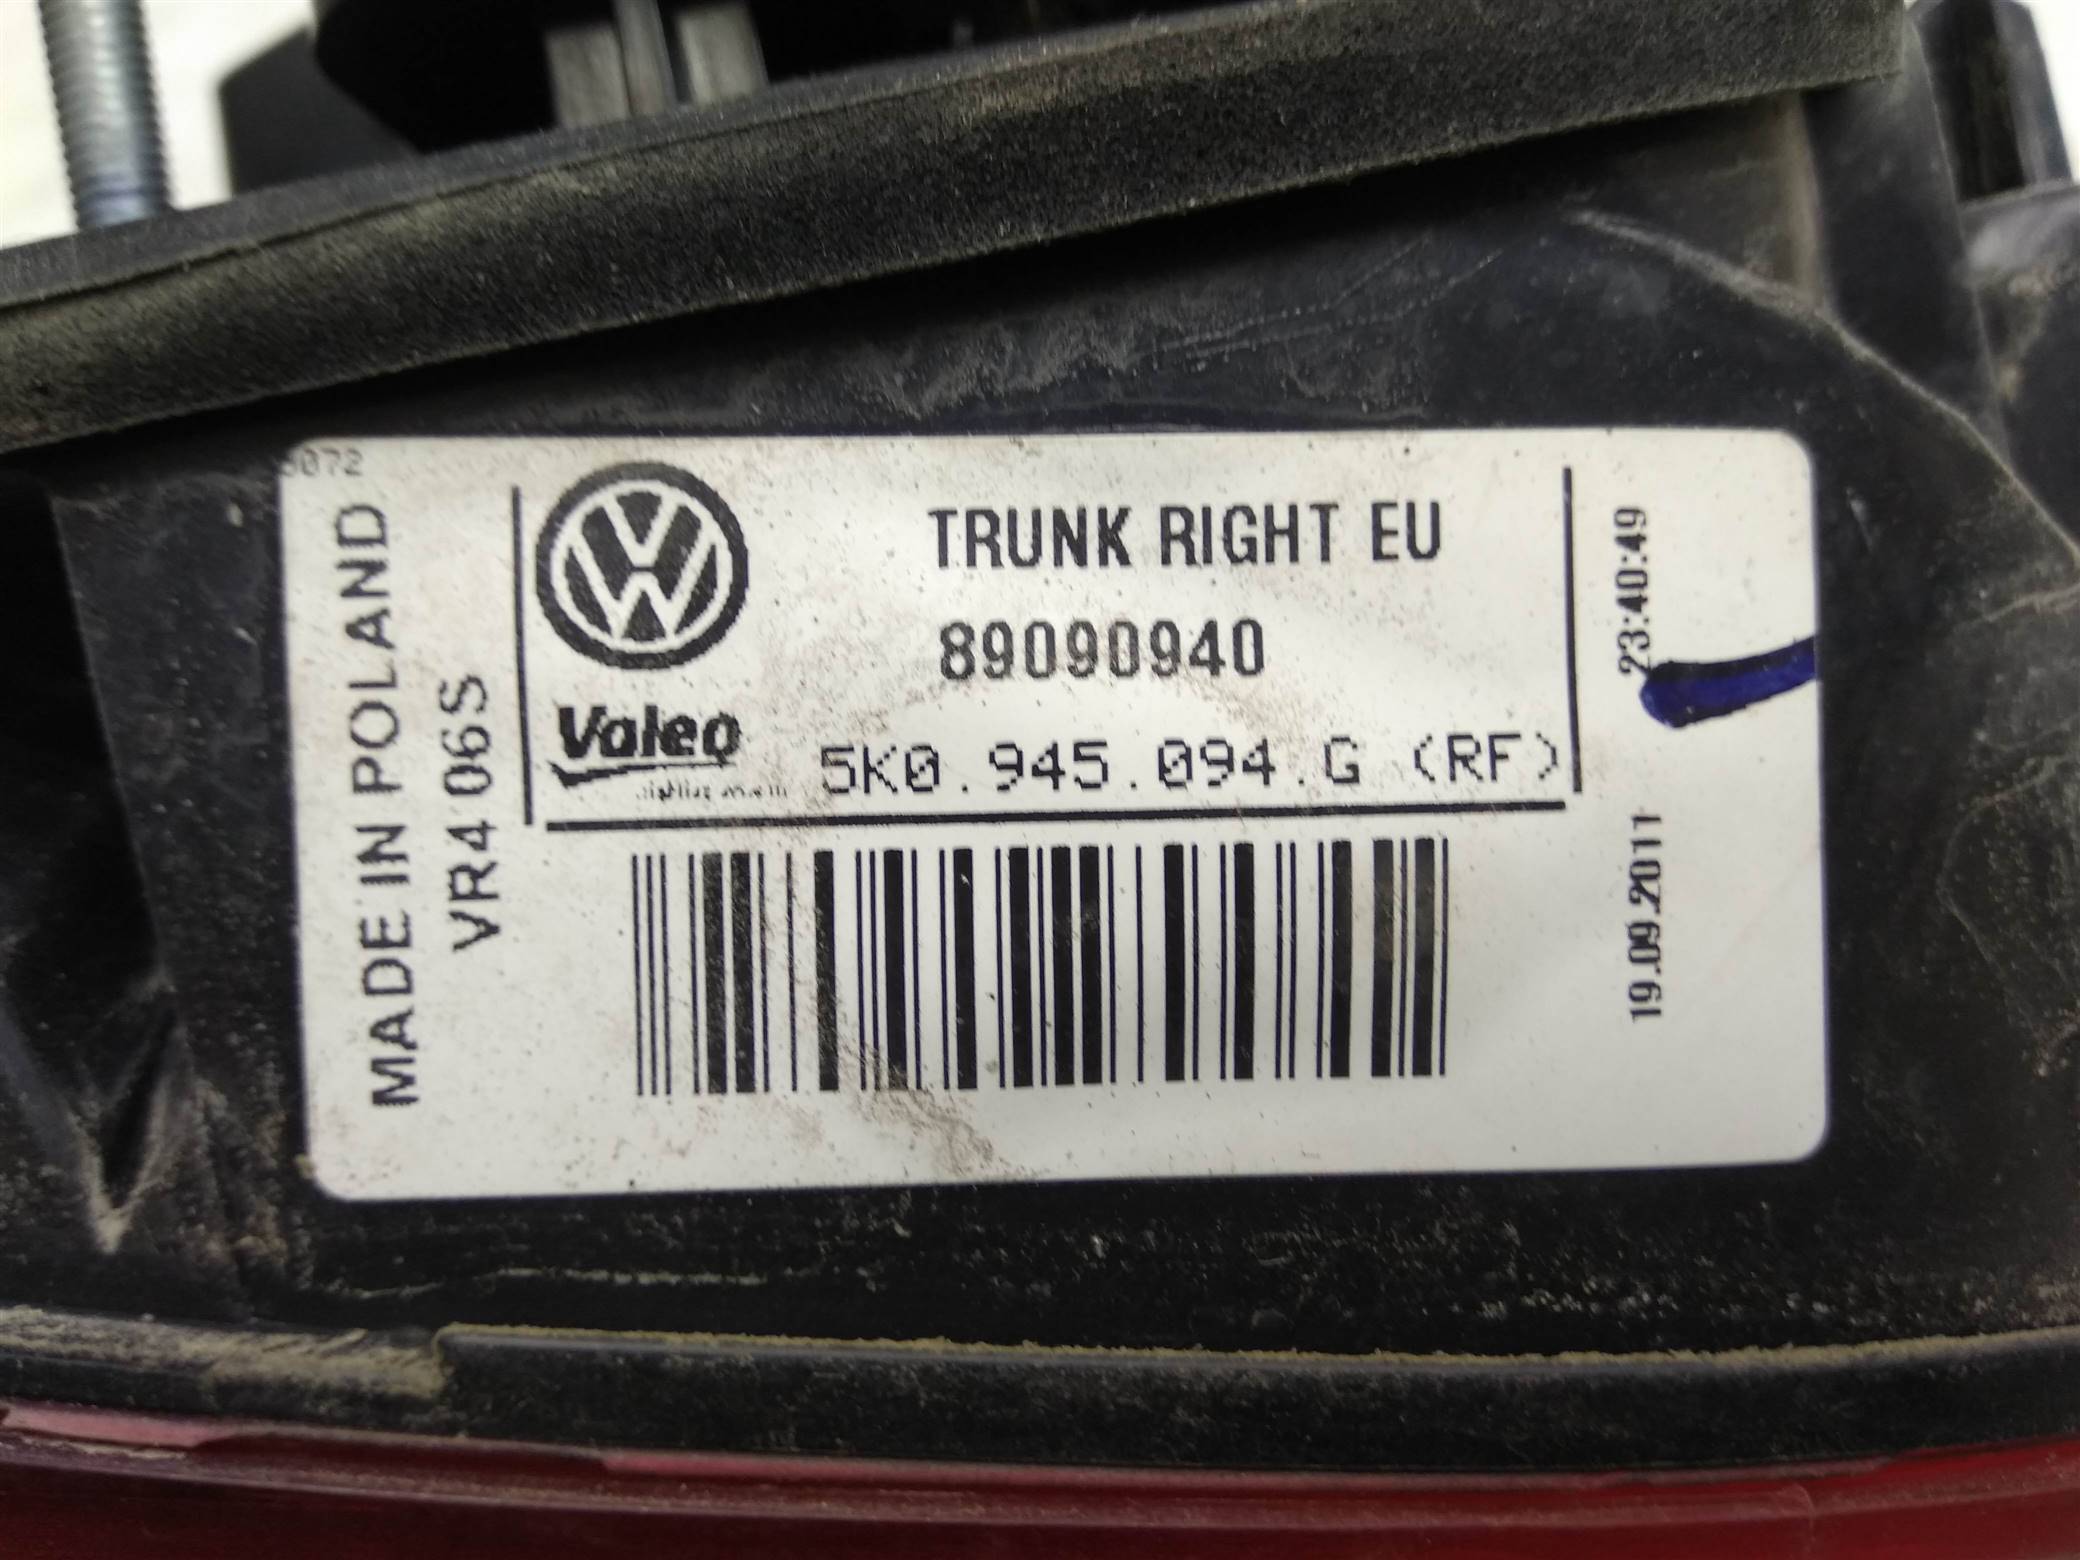 5072
MADE IN POLAND
VR4 06S
Valeo
TRUNK RIGHT EU
89090940
5K0.945.094.G (RF)
23:40:49
19.09.2011